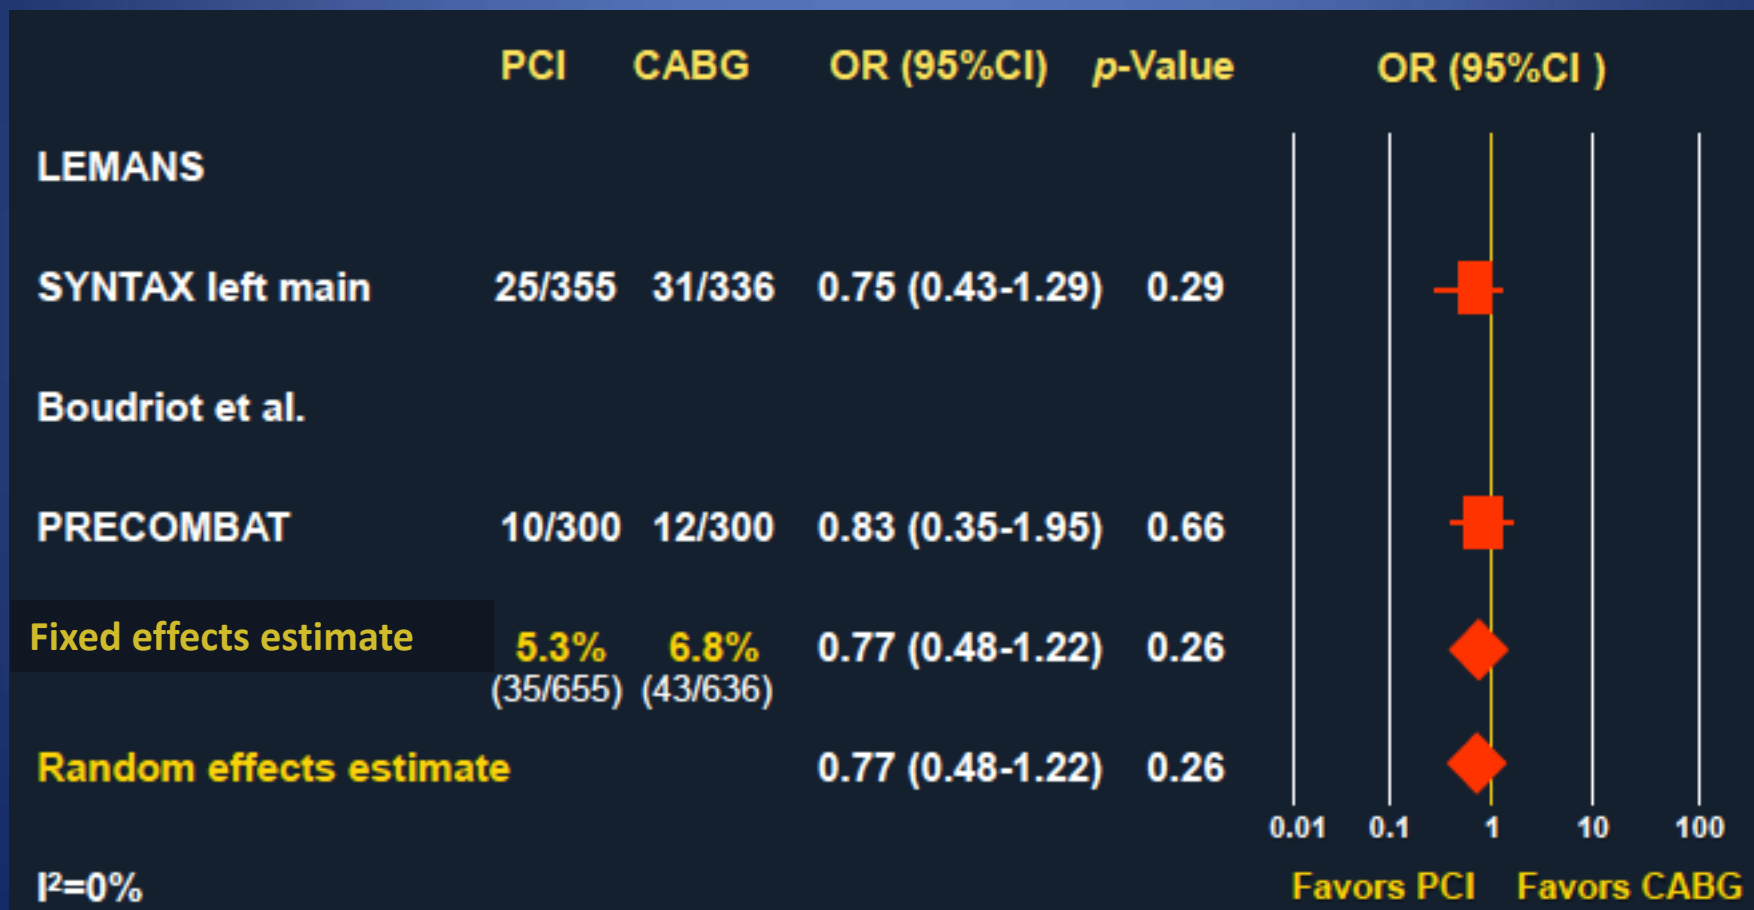 PCI CABG OR (95%CI) p-Value OR (95%CI )
LEMANS
SYNTAX left main 25/355 31/336 0.75 (0.43-1.29) 0.29
Boudriot et al.
PRECOMBAT 10/300 12/300 0.83 (0.35-1.95) 0.66
Fixed effects estimate 5.3% 6.8% 0.77 (0.48-1.22) 0.26
(35/655) (43/636)
Random effects estimate 0.77 (0.48-1.22) 0.26
0.01 0.1 1 10 100
I²=0% Favors PCI Favors CABG